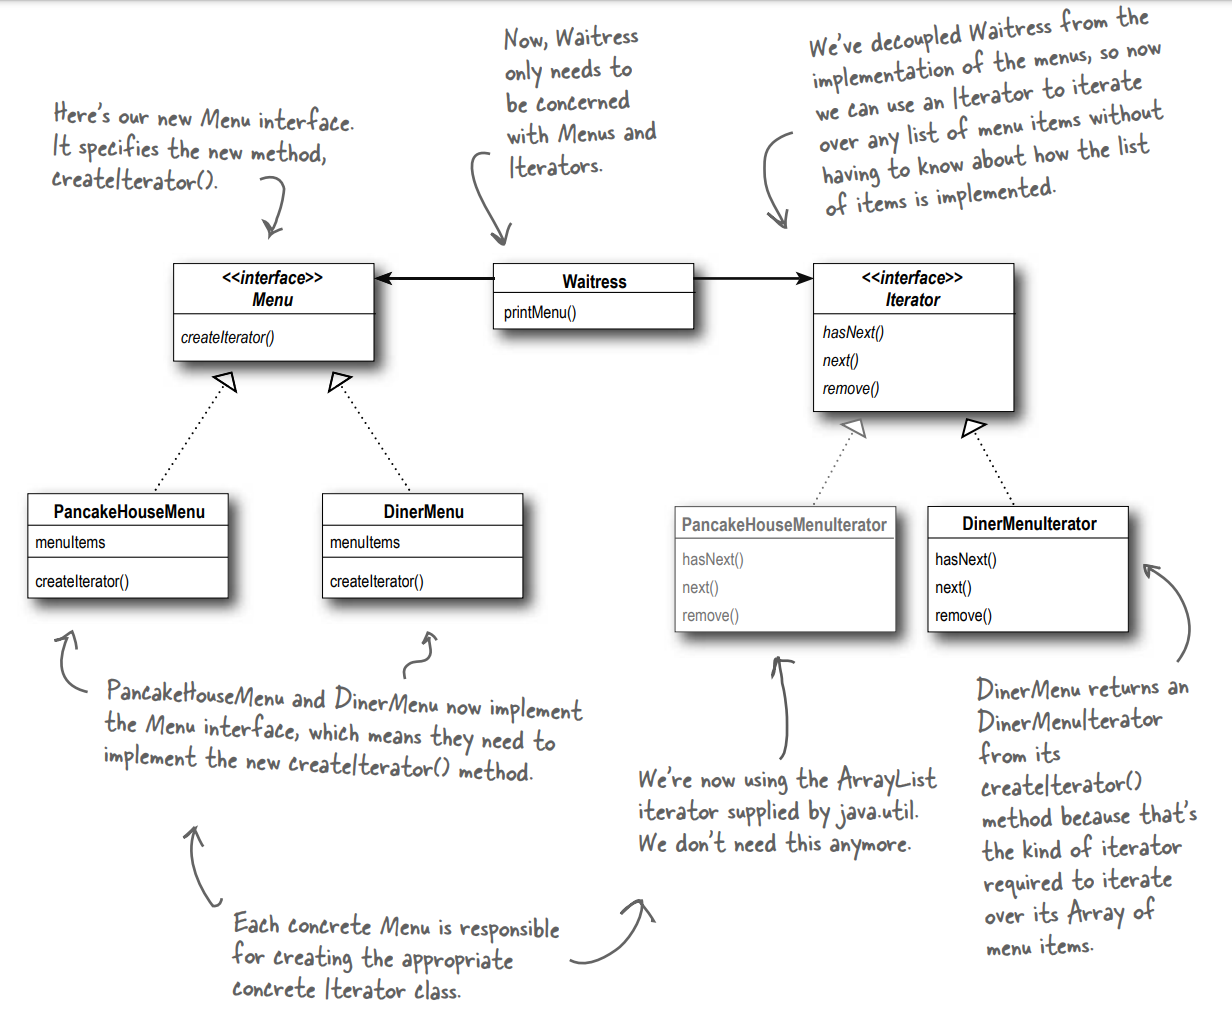 Here's our new Menu interface.
It specifies the new method,
createIterator().
Now, Waitress
only needs to
be concerned
with Menus and
Iterators.
We've decoupled Waitress from the
implementation of the menus, so now
we can use an Iterator to iterate
over any list of menu items without
having to know about how the list
of items is implemented.
<<interface>>
Menu
createIterator()
Waitress
printMenu()
<<interface>>
Iterator
hasNext()
next()
remove()
PancakeHouseMenu
menuItems
createIterator()
DinerMenu
menuItems
createIterator()
PancakeHouseMenuIterator
hasNext()
next()
remove()
DinerMenuIterator
hasNext()
next()
remove()
PancakeHouseMenu and DinerMenu now implement
the Menu interface, which means they need to
implement the new createIterator() method.
We're now using the ArrayList
iterator supplied by java.util.
We don't need this anymore.
DinerMenu returns an
DinerMenuIterator
from its
createIterator()
method because that's
the kind of iterator
required to iterate
over its Array of
menu items.
Each concrete Menu is responsible
for creating the appropriate
concrete Iterator class.